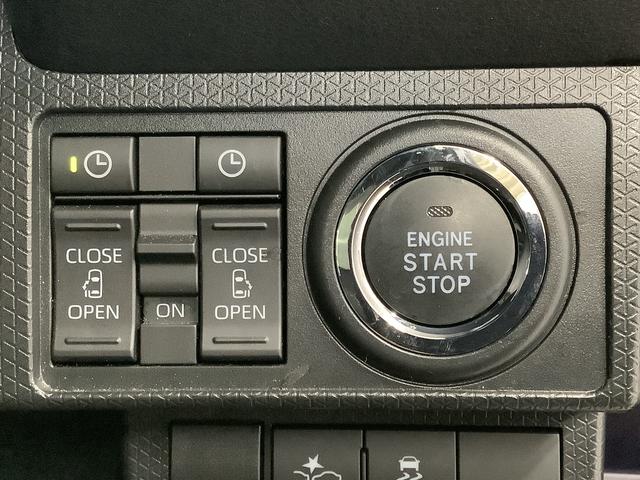 CLOSE
OPEN
ON
CLOSE
OPEN
ENGINE
START
STOP